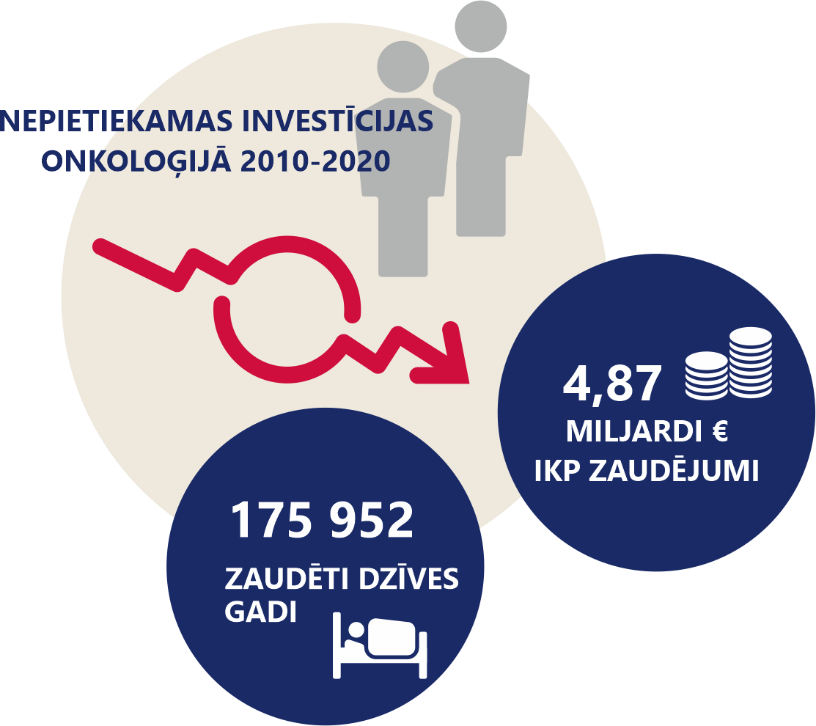 NEPIETIEKAMAS INVESTĪCIJAS
ONKOLOĢIJĀ 2010-2020
4,87
MILJARDI €
IKP ZAUDĒJUMI
175 952
ZAUDĒTI DZĪVES
GADI